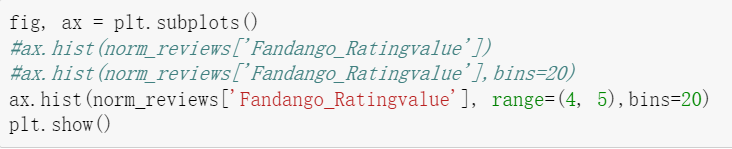 fig, ax = plt.subplots()
#ax.hist(norm_reviews['Fandango_Ratingvalue'])
#ax.hist(norm_reviews['Fandango_Ratingvalue'],bins=20)
ax.hist(norm_reviews['Fandango_Ratingvalue'], range=(4, 5),bins=20)
plt.show()